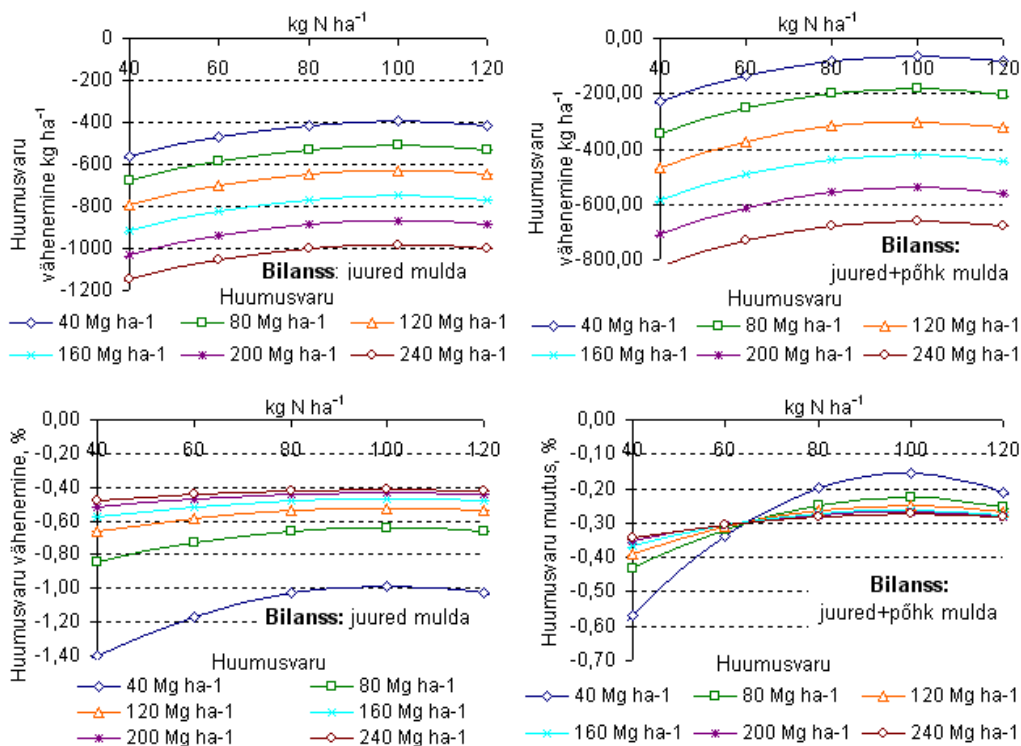 kg N ha⁻¹
0
-200
-400
-600
-800
-1000
-1200
40 60 80 100 120
Huumusvaru
vähenemine kg ha⁻¹
Bilanss: juured mulda
Huumusvaru
40 Mg ha-1 80 Mg ha-1 120 Mg ha-1
160 Mg ha-1 200 Mg ha-1 240 Mg ha-1
kg N ha⁻¹
0,00
-200,00
-400,00
-600,00
-800,00
40 60 80 100 120
Huumusvaru
vähenemine kg ha⁻¹
Bilanss:
juured+põhk mulda
Huumusvaru
40 Mg ha-1 80 Mg ha-1 120 Mg ha-1
160 Mg ha-1 200 Mg ha-1 240 Mg ha-1
kg N ha⁻¹
0,00
-0,20
-0,40
-0,60
-0,80
-1,00
-1,20
-1,40
40 60 80 100 120
Huumusvaru vähenemine, %
Bilanss: juured mulda
Huumusvaru
40 Mg ha-1 80 Mg ha-1
120 Mg ha-1 160 Mg ha-1
200 Mg ha-1 240 Mg ha-1
kg N ha⁻¹
0,00
-0,10
-0,20
-0,30
-0,40
-0,50
-0,60
-0,70
40 60 80 100 120
Huumusvaru muutus, %
Bilanss:
juured+põhk mulda
Huumusvaru
40 Mg ha-1 80 Mg ha-1 120 Mg ha-1
160 Mg ha-1 200 Mg ha-1 240 Mg ha-1